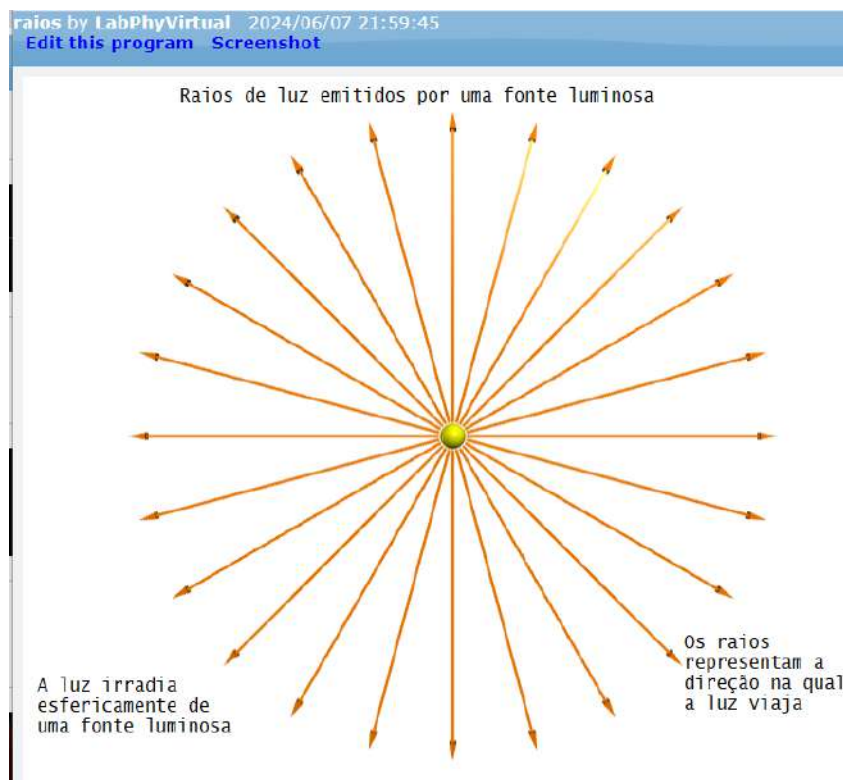 raios by LabPhyVirtual 2024/06/07 21:59:45
Edit this program Screenshot
Raios de luz emitidos por uma fonte luminosa
Os raios
representam a
direção na qual
a luz viaja
A luz irradia
esfericamente de
uma fonte luminosa